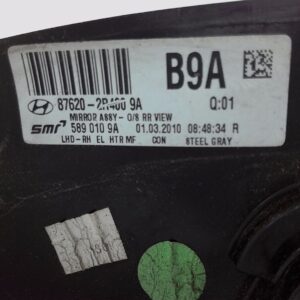 B9A
87620-2R400 9A Q:01
MIRROR ASSY- O/S RR VIEW
SMR 589 010 9A 01.03.2010 08:48:34 R
LHD-RH EL HTR MF CON STEEL GRAY